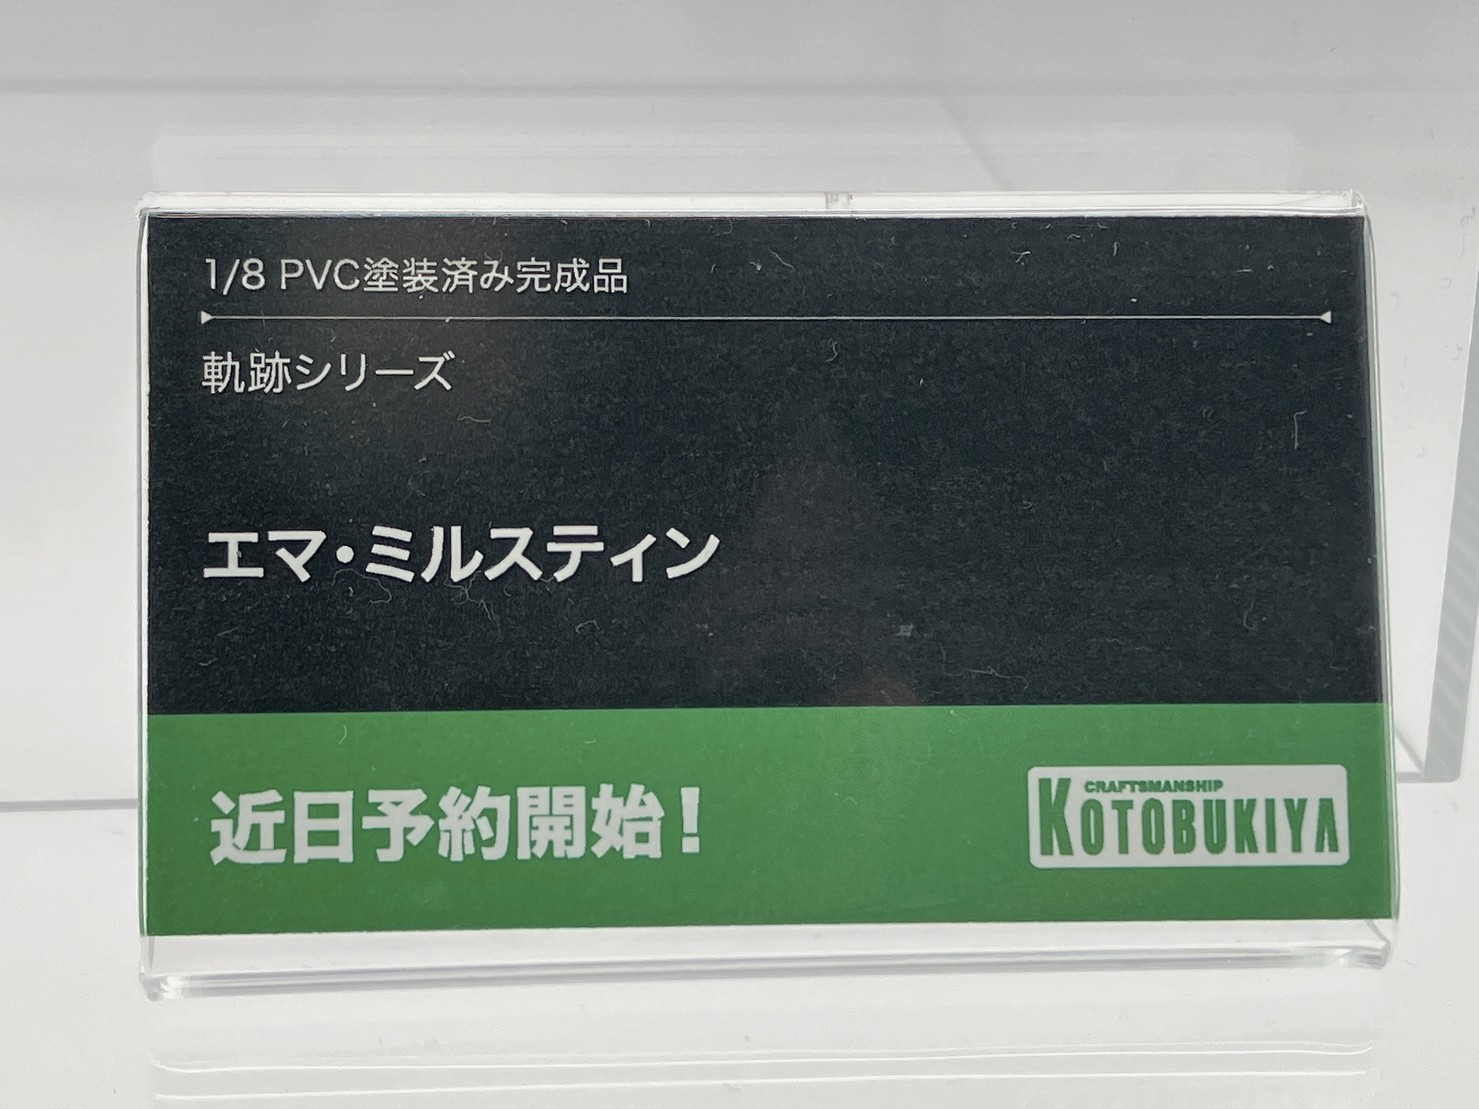 1/8 PVC塗装済み完成品
軌跡シリーズ
エマ・ミルスティン
近日予約開始！
CRAFTSMANSHIP
KOTOBUKIYA